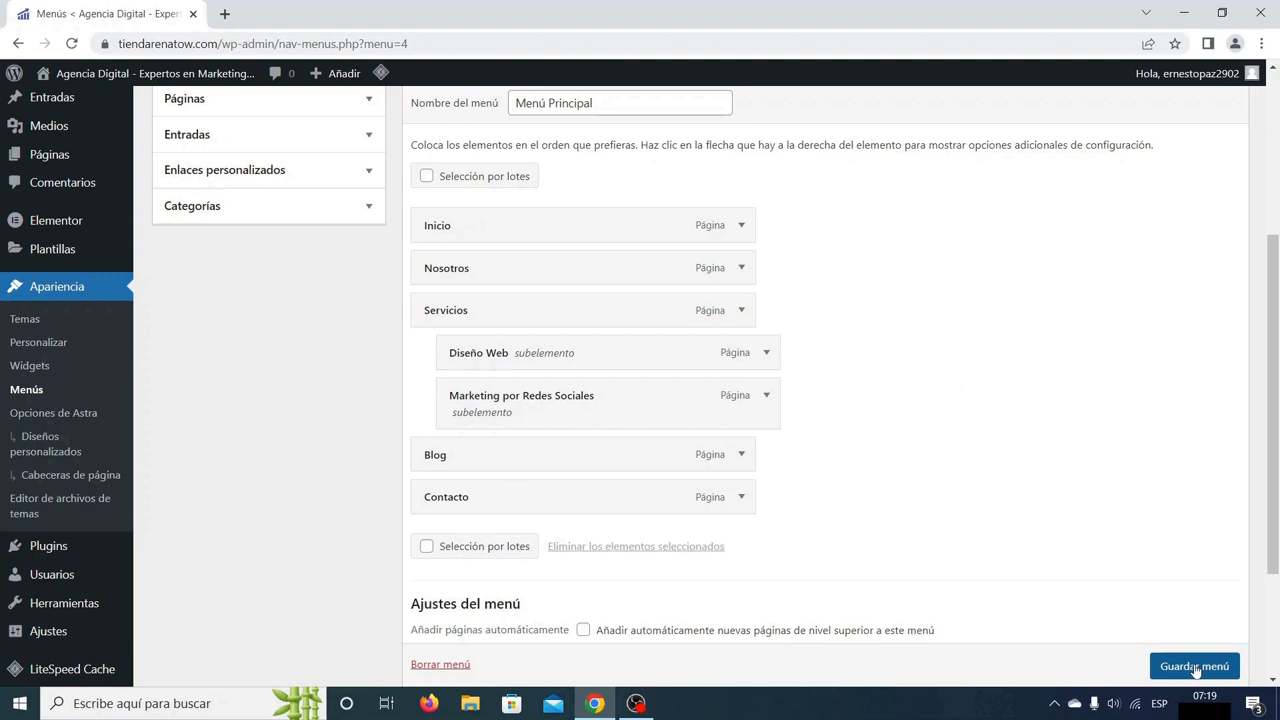 Menús < Agencia Digital - Expert
tiendarenatow.com/wp-admin/nav-menus.php?menu=4
Agencia Digital - Expertos en Marketing... 0 Añadir
Hola, ernestopaz2902
Entradas
Medios
Páginas
Comentarios
Elementor
Plantillas
Apariencia
Temas
Personalizar
Widgets
Menús
Opciones de Astra
Diseños
personalizados
Cabeceras de página
Editor de archivos de
temas
Plugins
Usuarios
Herramientas
Ajustes
LiteSpeed Cache
Páginas
Entradas
Enlaces personalizados
Categorías
Nombre del menú Menú Principal
Coloca los elementos en el orden que prefieras. Haz clic en la flecha que hay a la derecha del elemento para mostrar opciones adicionales de configuración.
Selección por lotes
Inicio Página
Nosotros Página
Servicios Página
Diseño Web subelemento Página
Marketing por Redes Sociales Página
subelemento
Blog Página
Contacto Página
Selección por lotes Eliminar los elementos seleccionados
Ajustes del menú
Añadir páginas automáticamente Añadir automáticamente nuevas páginas de nivel superior a este menú
Borrar menú Guardar menú
Escribe aquí para buscar
ESP
07:19
3